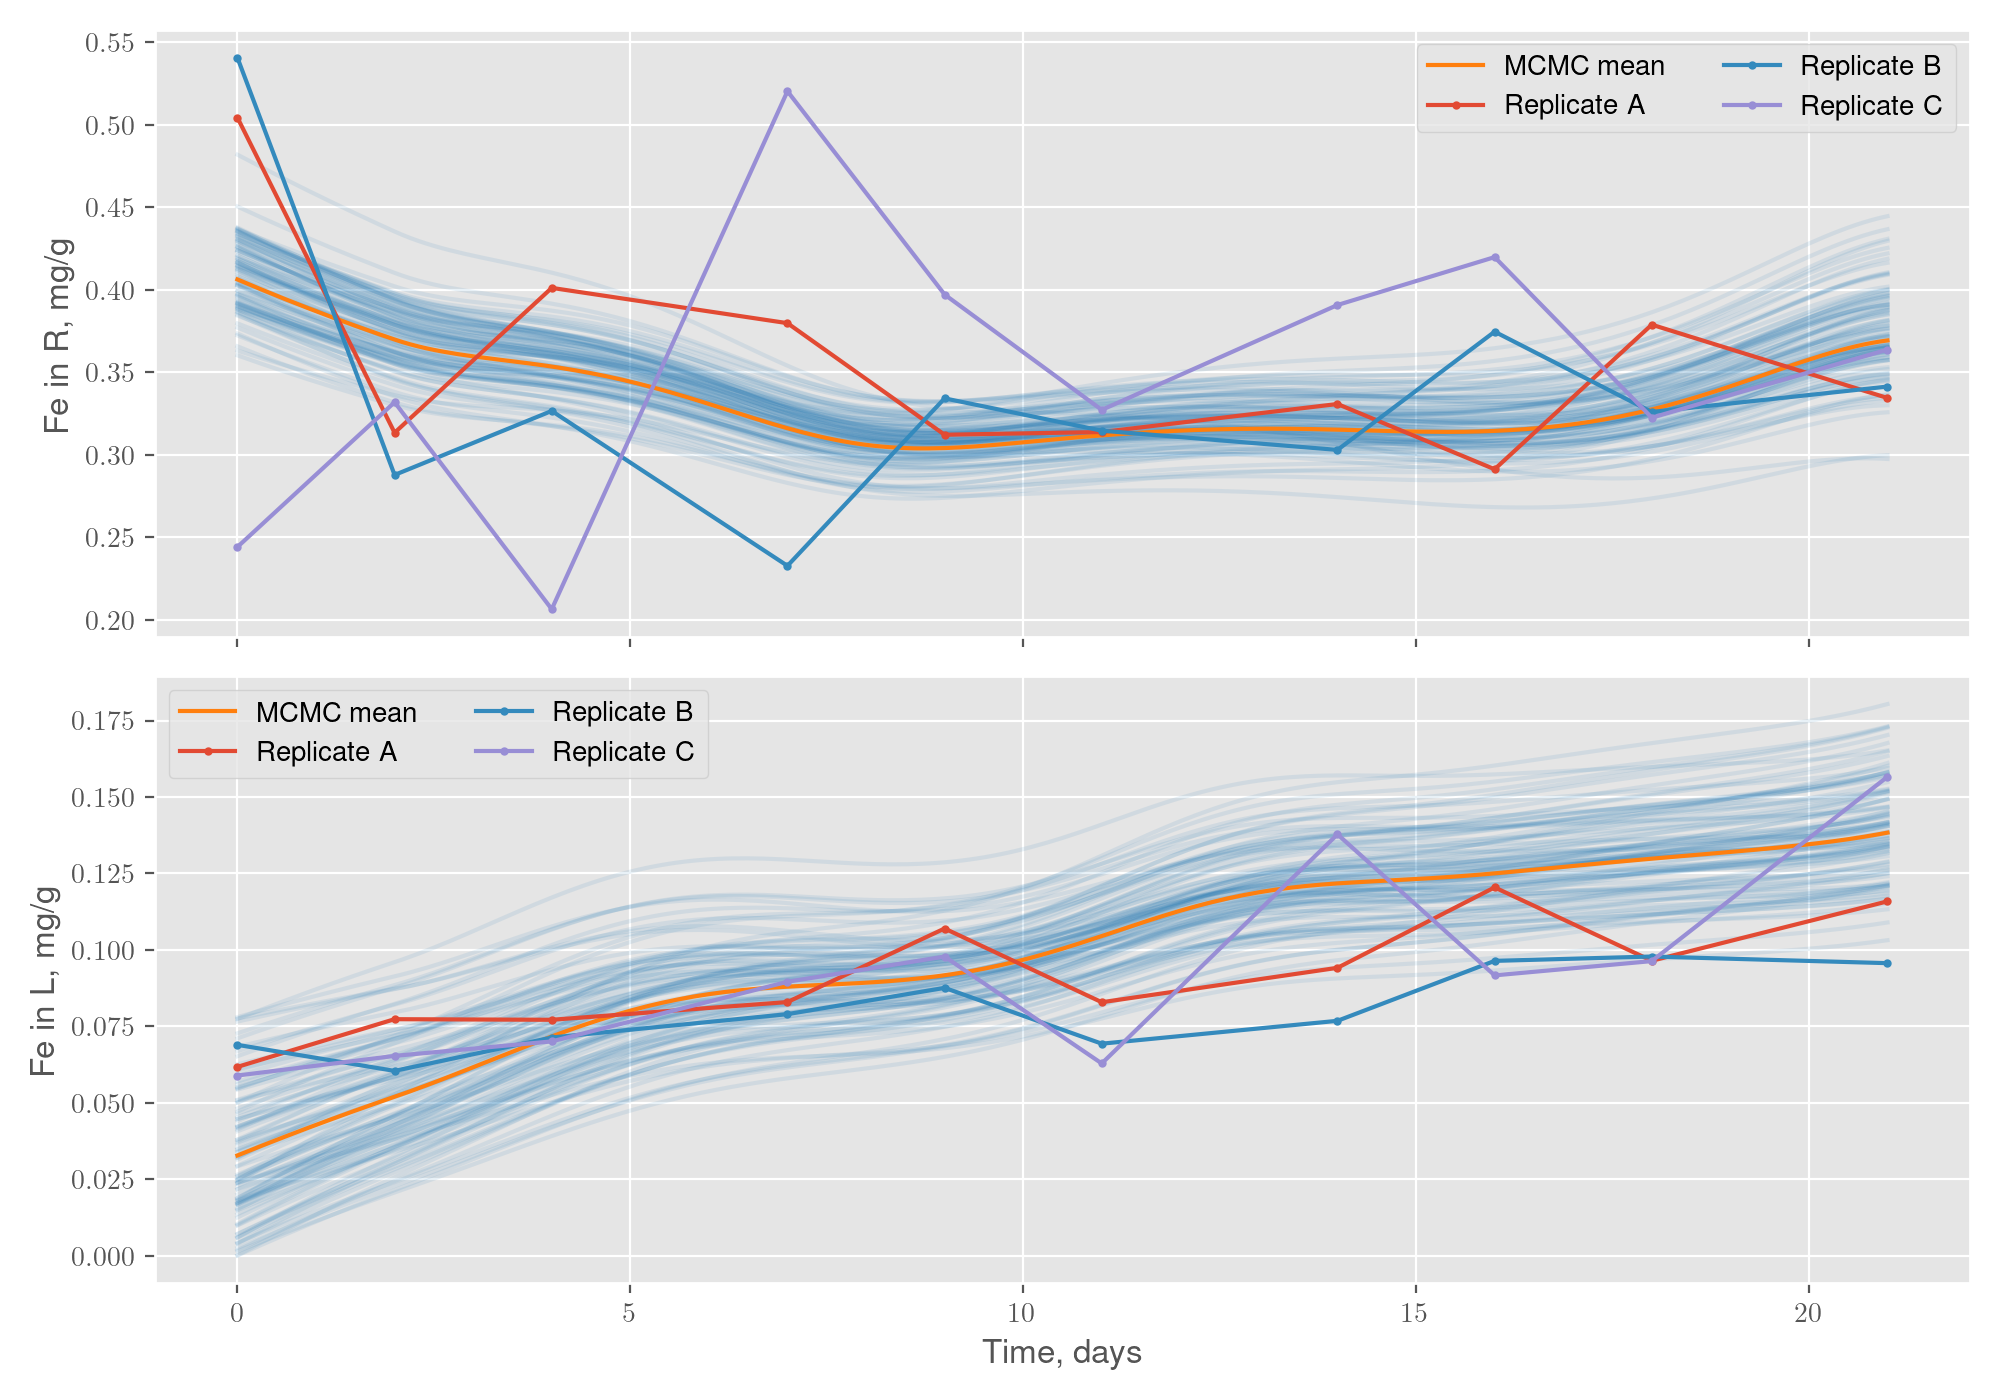 0.55
0.50
0.45
0.40
0.35
0.30
0.25
0.20
Fe in R, mg/g
MCMC mean
Replicate A
Replicate B
Replicate C
0.175
0.150
0.125
0.100
0.075
0.050
0.025
0.000
Fe in L, mg/g
MCMC mean
Replicate A
Replicate B
Replicate C
0 5 10 15 20
Time, days